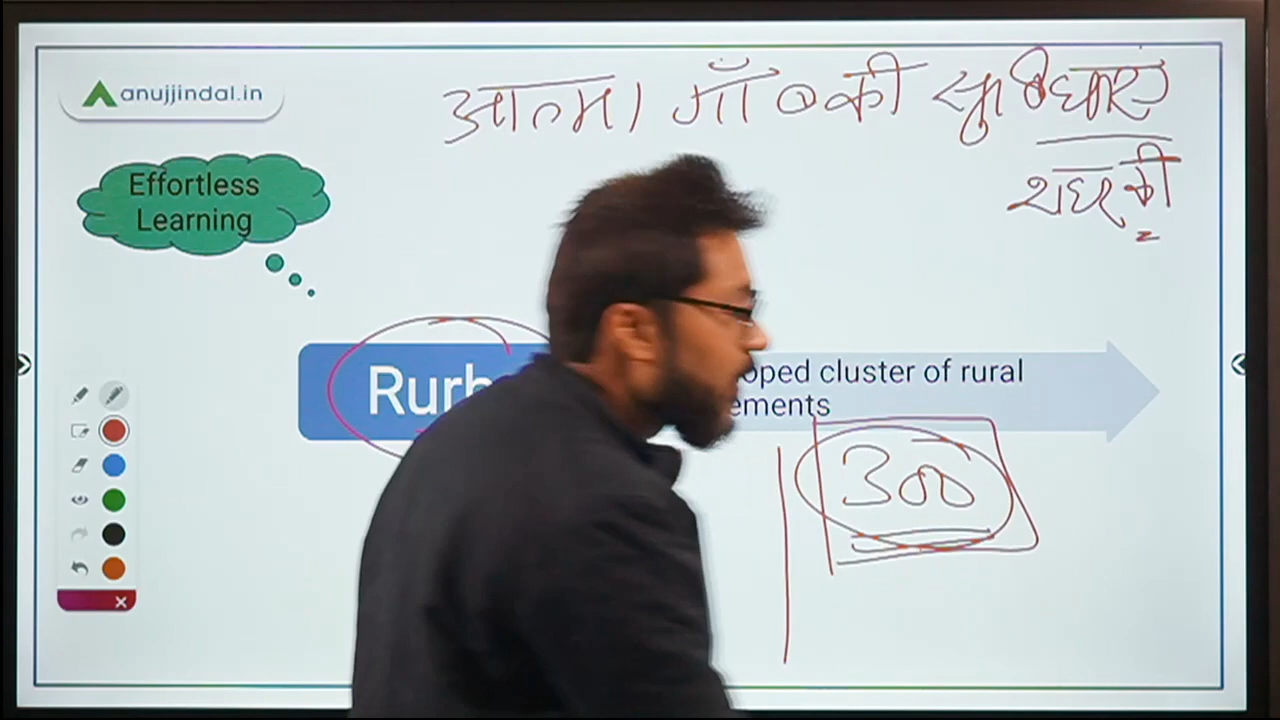 anujjindal.in
आत्मा गाँव की सुविधाएं
शहर की
Effortless
Learning
Rurb
oped cluster of rural
ements
300